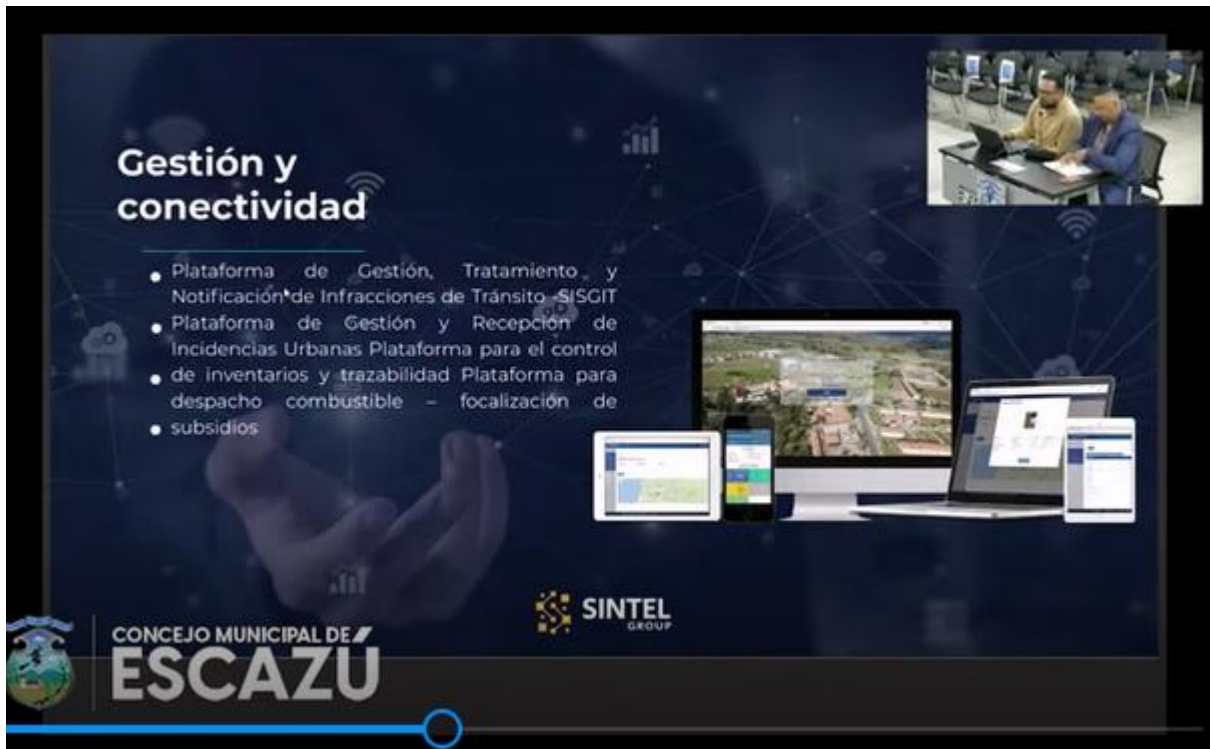 Gestión y
conectividad
Plataforma de Gestión, Tratamiento y
Notificación de Infracciones de Tránsito -SISGIT
Plataforma de Gestión y Recepción de
Incidencias Urbanas Plataforma para el control
de inventarios y trazabilidad Plataforma para
despacho combustible – focalización de
subsidios
SINTEL
GROUP
CONCEJO MUNICIPAL DE
ESCAZÚ